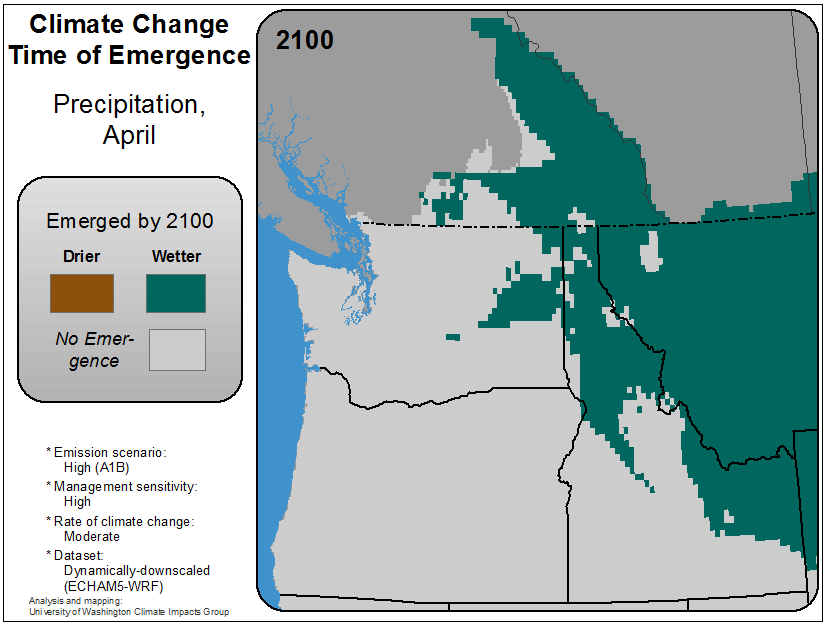 Climate Change
Time of Emergence
Precipitation,
April
Emerged by 2100
Drier
Wetter
No Emer-
gence
* Emission scenario:
High (A1B)
* Management sensitivity:
High
* Rate of climate change:
Moderate
* Dataset:
Dynamically-downscaled
(ECHAM5-WRF)
Analysis and mapping:
University of Washington Climate Impacts Group
2100